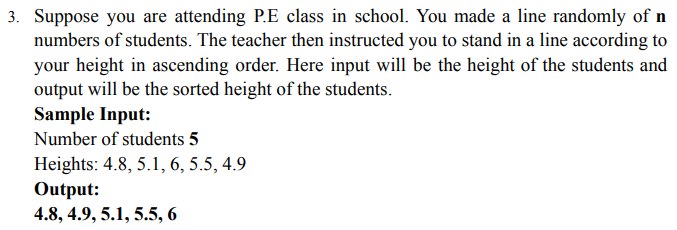 3. Suppose you are attending P.E class in school. You made a line randomly of n
numbers of students. The teacher then instructed you to stand in a line according to
your height in ascending order. Here input will be the height of the students and
output will be the sorted height of the students.
Sample Input:
Number of students 5
Heights: 4.8, 5.1, 6, 5.5, 4.9
Output:
4.8, 4.9, 5.1, 5.5, 6